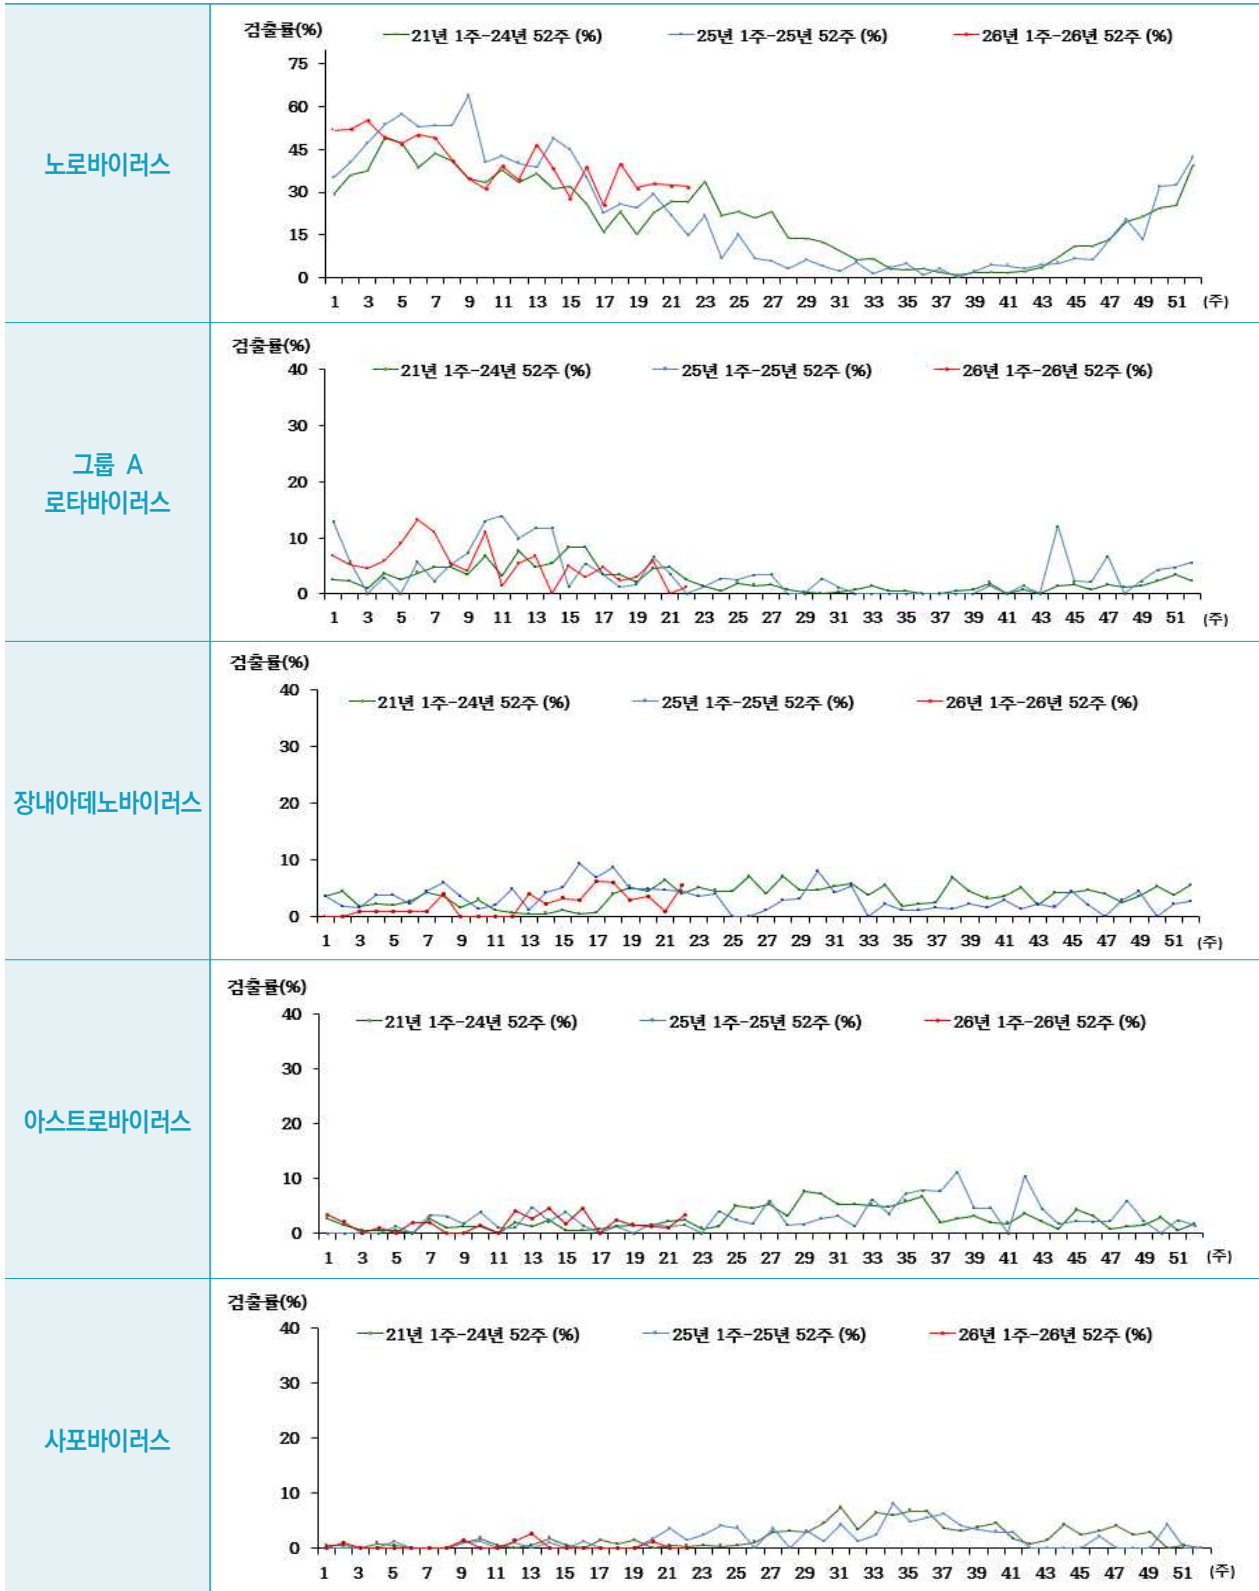 노로바이러스
검출률(%)
21년 1주-24년 52주 (%) 25년 1주-25년 52주 (%) 26년 1주-26년 52주 (%)
75
60
45
30
15
0
1 3 5 7 9 11 13 15 17 19 21 23 25 27 29 31 33 35 37 39 41 43 45 47 49 51 (주)
그룹 A
로타바이러스
검출률(%)
21년 1주-24년 52주 (%) 25년 1주-25년 52주 (%) 26년 1주-26년 52주 (%)
40
30
20
10
0
1 3 5 7 9 11 13 15 17 19 21 23 25 27 29 31 33 35 37 39 41 43 45 47 49 51 (주)
장내아데노바이러스
검출률(%)
21년 1주-24년 52주 (%) 25년 1주-25년 52주 (%) 26년 1주-26년 52주 (%)
40
30
20
10
0
1 3 5 7 9 11 13 15 17 19 21 23 25 27 29 31 33 35 37 39 41 43 45 47 49 51 (주)
아스트로바이러스
검출률(%)
21년 1주-24년 52주 (%) 25년 1주-25년 52주 (%) 26년 1주-26년 52주 (%)
40
30
20
10
0
1 3 5 7 9 11 13 15 17 19 21 23 25 27 29 31 33 35 37 39 41 43 45 47 49 51 (주)
사포바이러스
검출률(%)
21년 1주-24년 52주 (%) 25년 1주-25년 52주 (%) 26년 1주-26년 52주 (%)
40
30
20
10
0
1 3 5 7 9 11 13 15 17 19 21 23 25 27 29 31 33 35 37 39 41 43 45 47 49 51 (주)